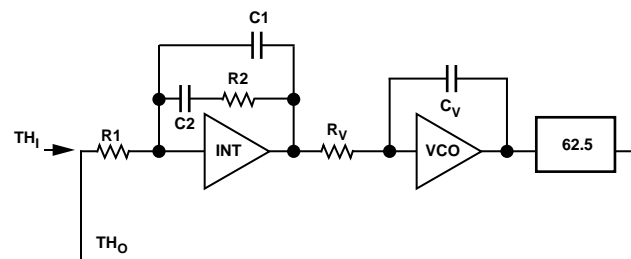 C1
R2
C2
C_V
TH_I
R1
INT
R_V
VCO
62.5
TH_O